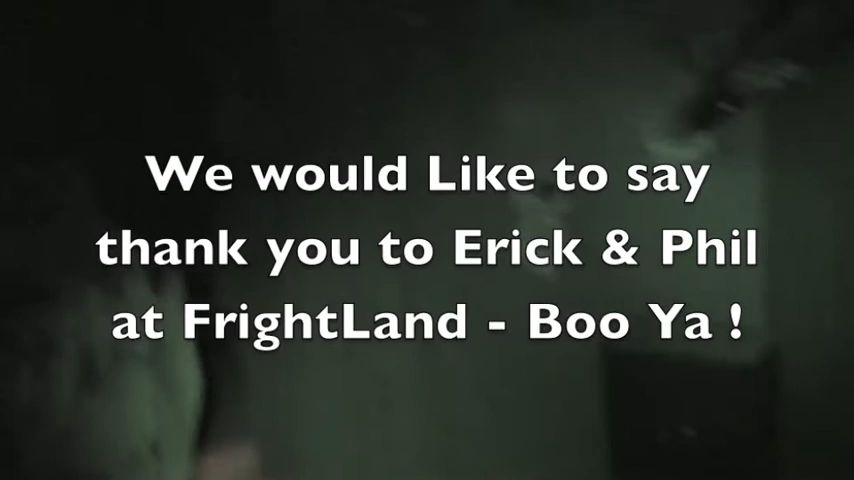 We would Like to say
thank you to Erick & Phil
at FrightLand - Boo Ya !